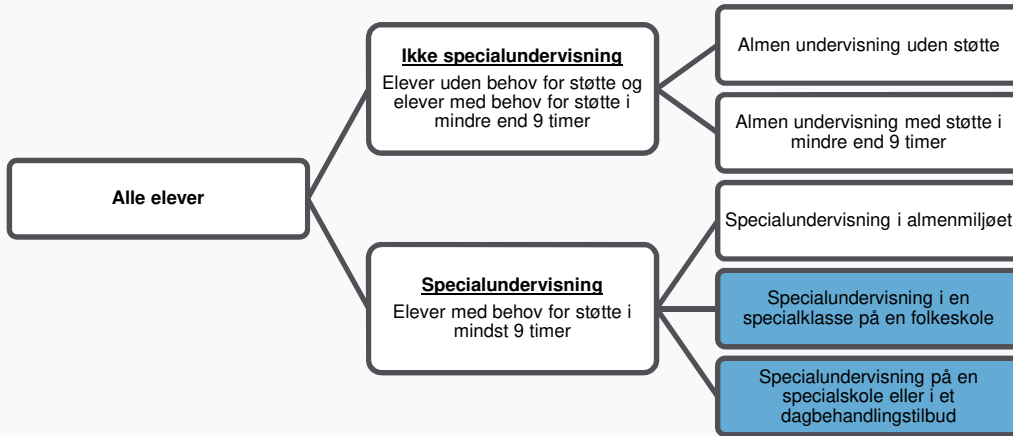 Alle elever
Ikke specialundervisning
Elever uden behov for støtte og
elever med behov for støtte i
mindre end 9 timer
Almen undervisning uden støtte
Almen undervisning med støtte i
mindre end 9 timer
Specialundervisning
Elever med behov for støtte i
mindst 9 timer
Specialundervisning i almenmiljøet
Specialundervisning i en
specialklasse på en folkeskole
Specialundervisning på en
specialskole eller i et
dagbehandlingstilbud